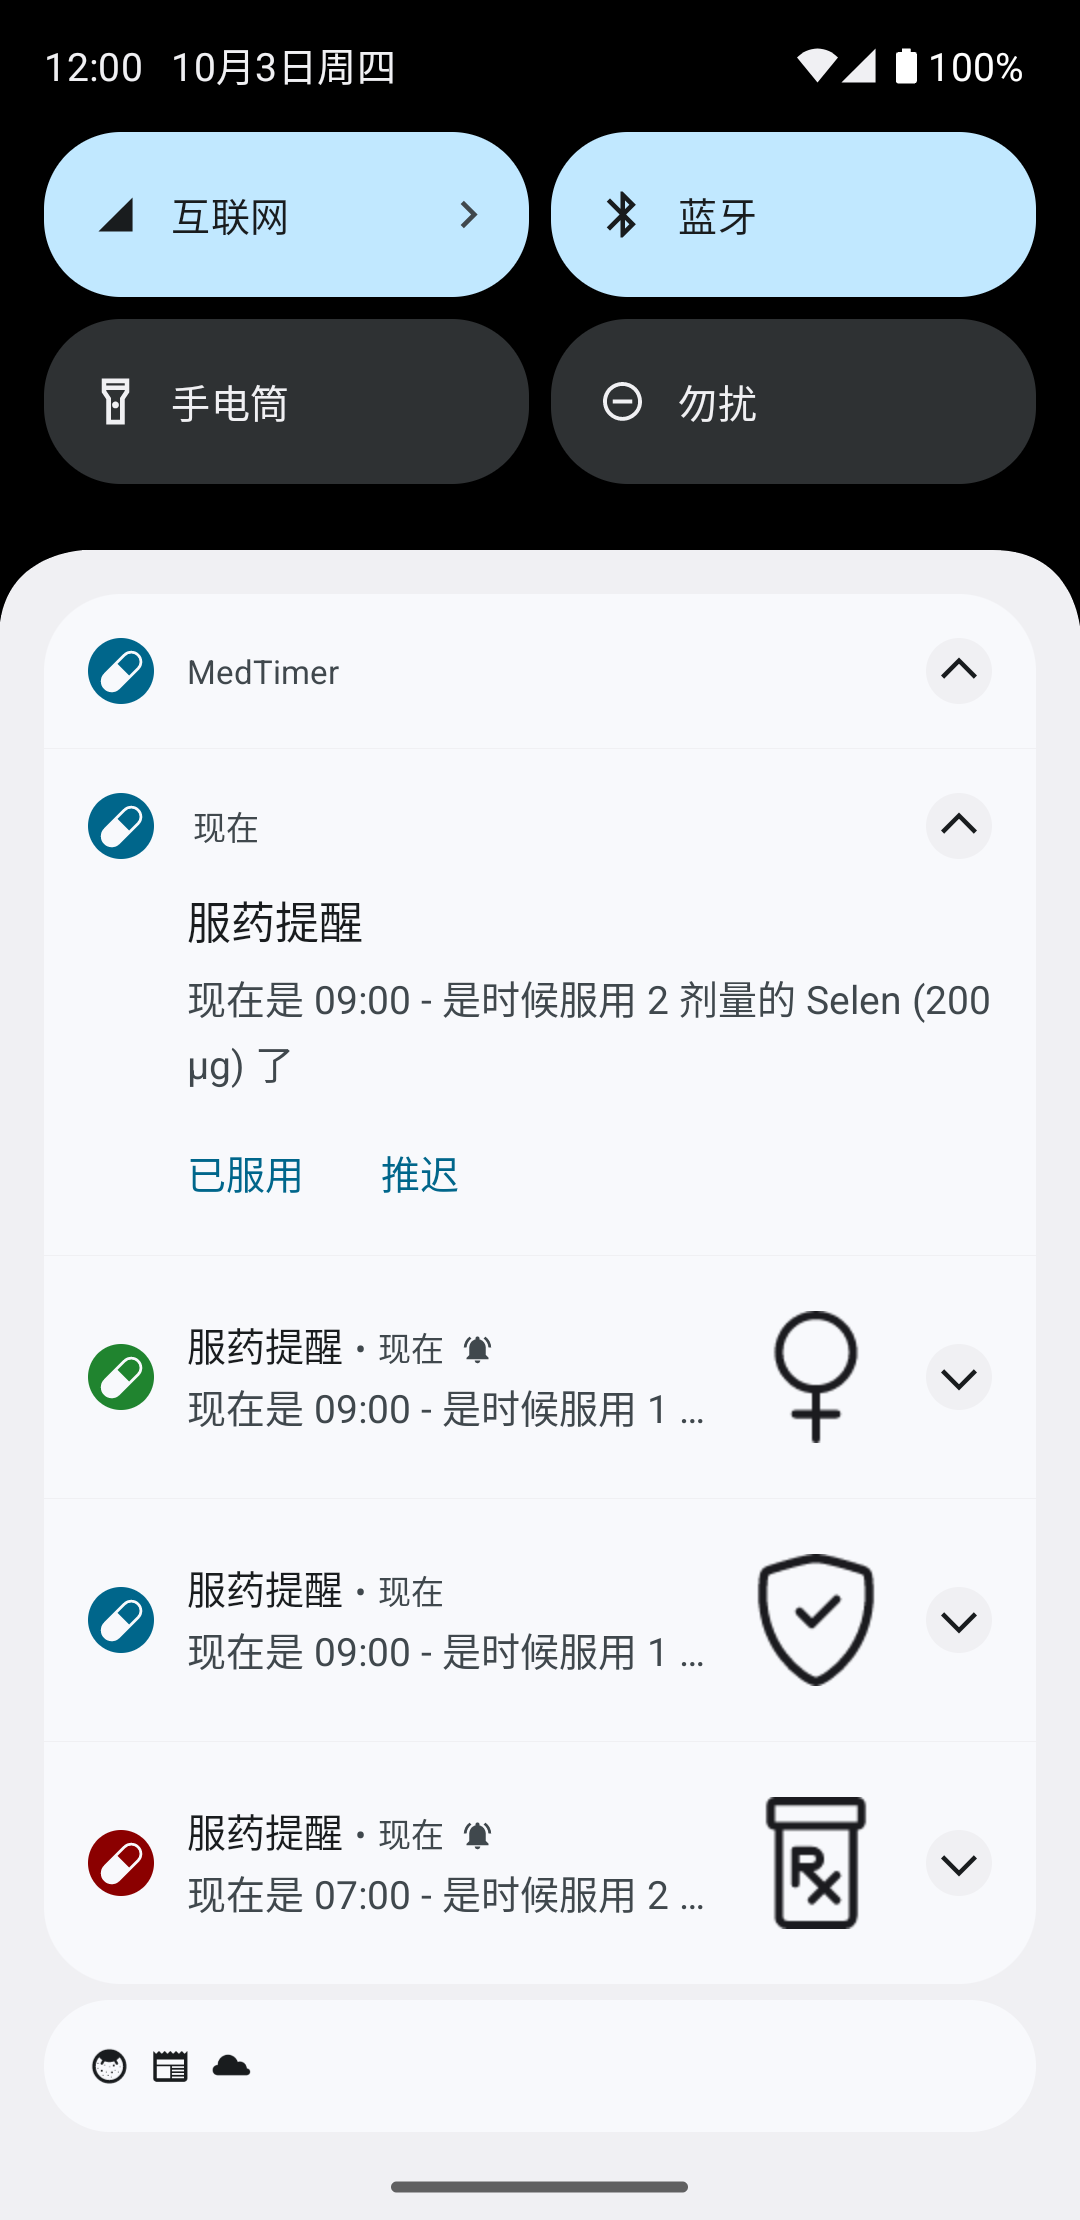 12:00 10月3日周四 100%
互联网
蓝牙
手电筒
勿扰
MedTimer
现在
服药提醒
现在是 09:00 - 是时候服用 2 剂量的 Selen (200
µg) 了
已服用 推迟
服药提醒 • 现在
现在是 09:00 - 是时候服用 1 ...
服药提醒 • 现在
现在是 09:00 - 是时候服用 1 ...
服药提醒 • 现在
现在是 07:00 - 是时候服用 2 ...
Rx